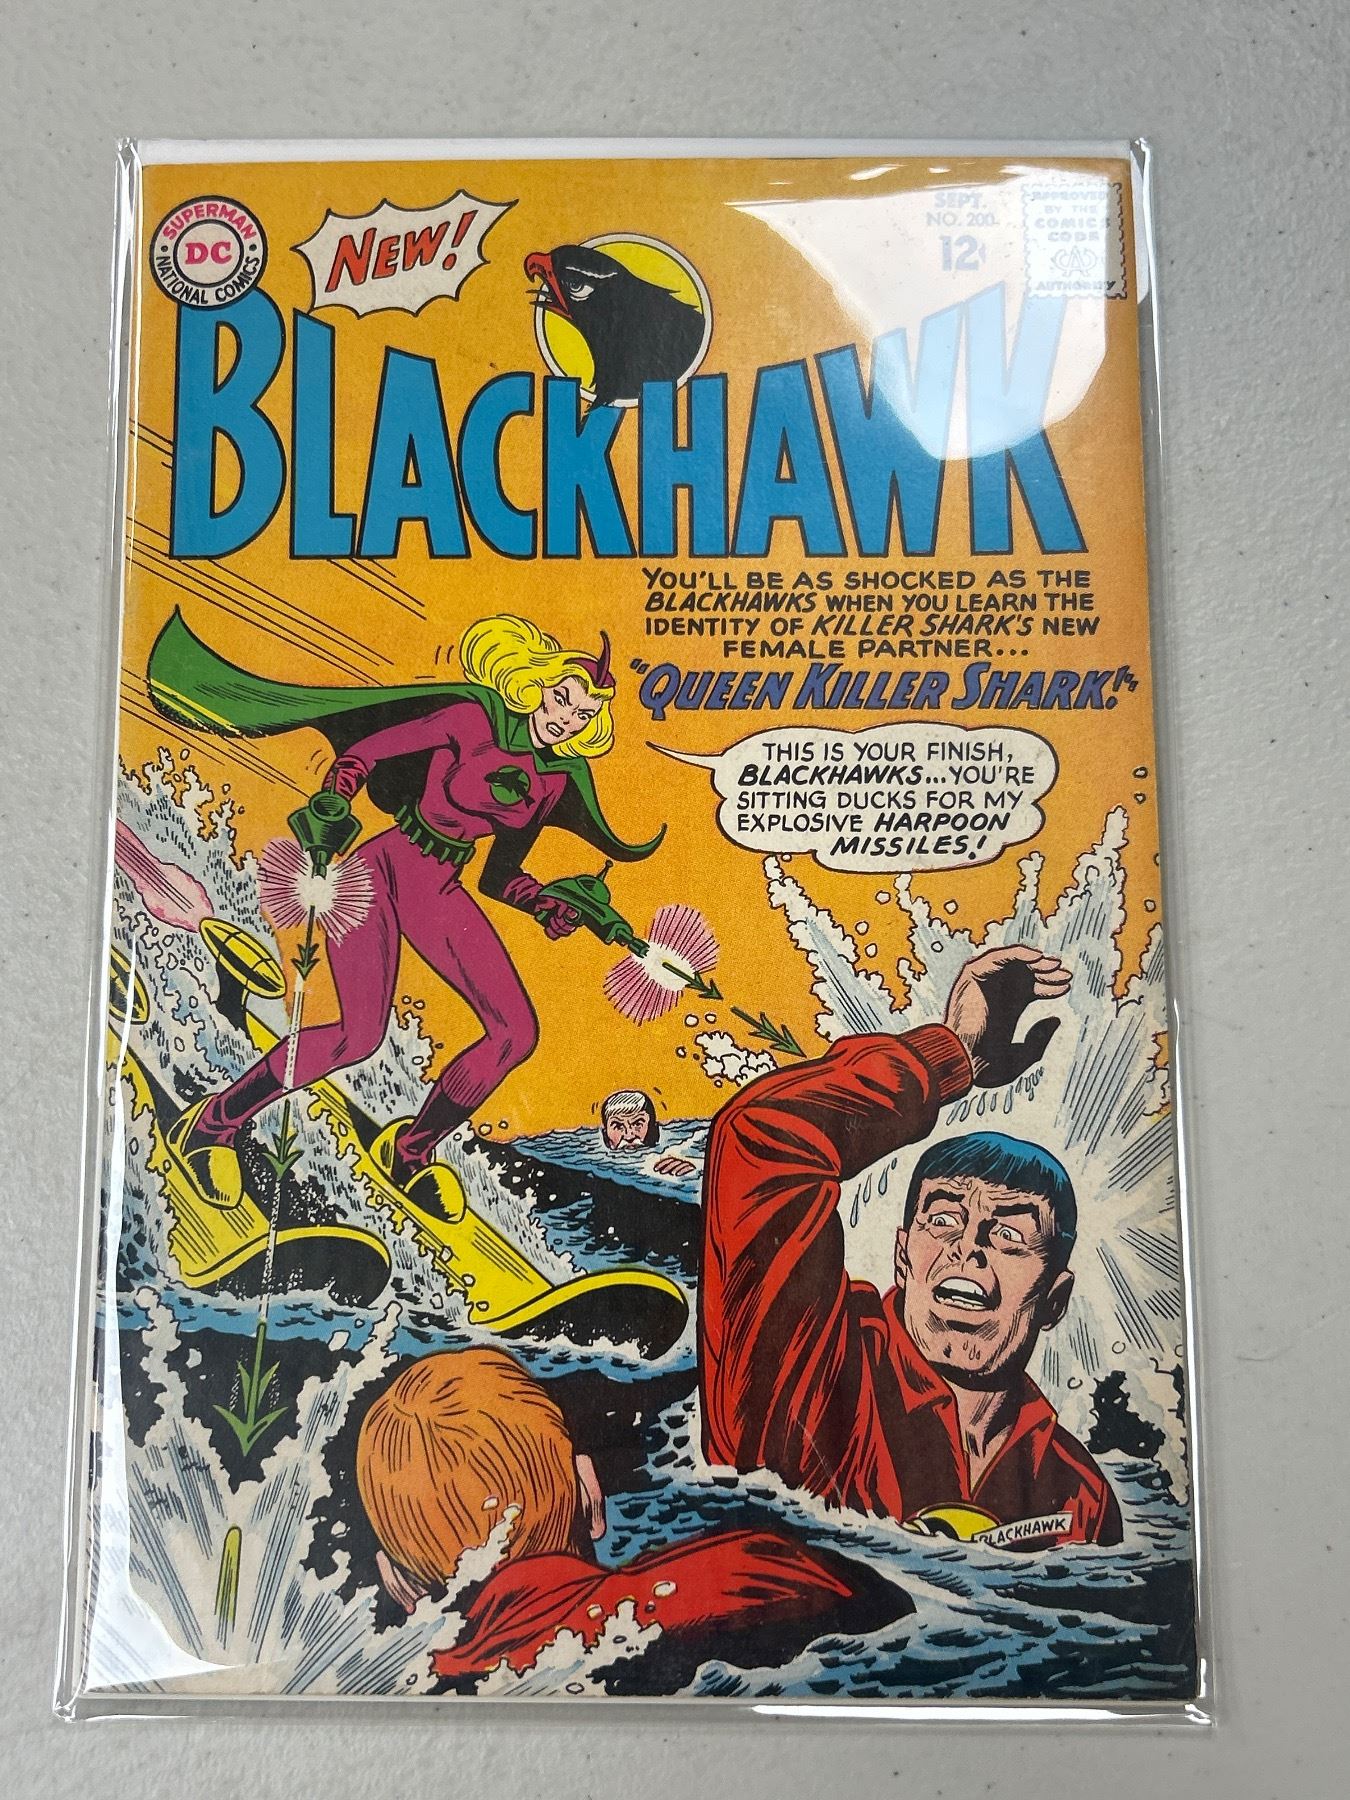 SUPERMAN
DC
NATIONAL COMICS
NEW!
SEPT.
NO. 200
12¢
APPROVED
BY THE
COMICS
CODE
CA
AUTHORITY
BLACKHAWK
YOU'LL BE AS SHOCKED AS THE
BLACKHAWKS WHEN YOU LEARN THE
IDENTITY OF KILLER SHARK'S NEW
FEMALE PARTNER...
"QUEEN KILLER SHARK!"
THIS IS YOUR FINISH,
BLACKHAWKS...YOU'RE
SITTING DUCKS FOR MY
EXPLOSIVE HARPOON
MISSILES!
BLACKHAWK